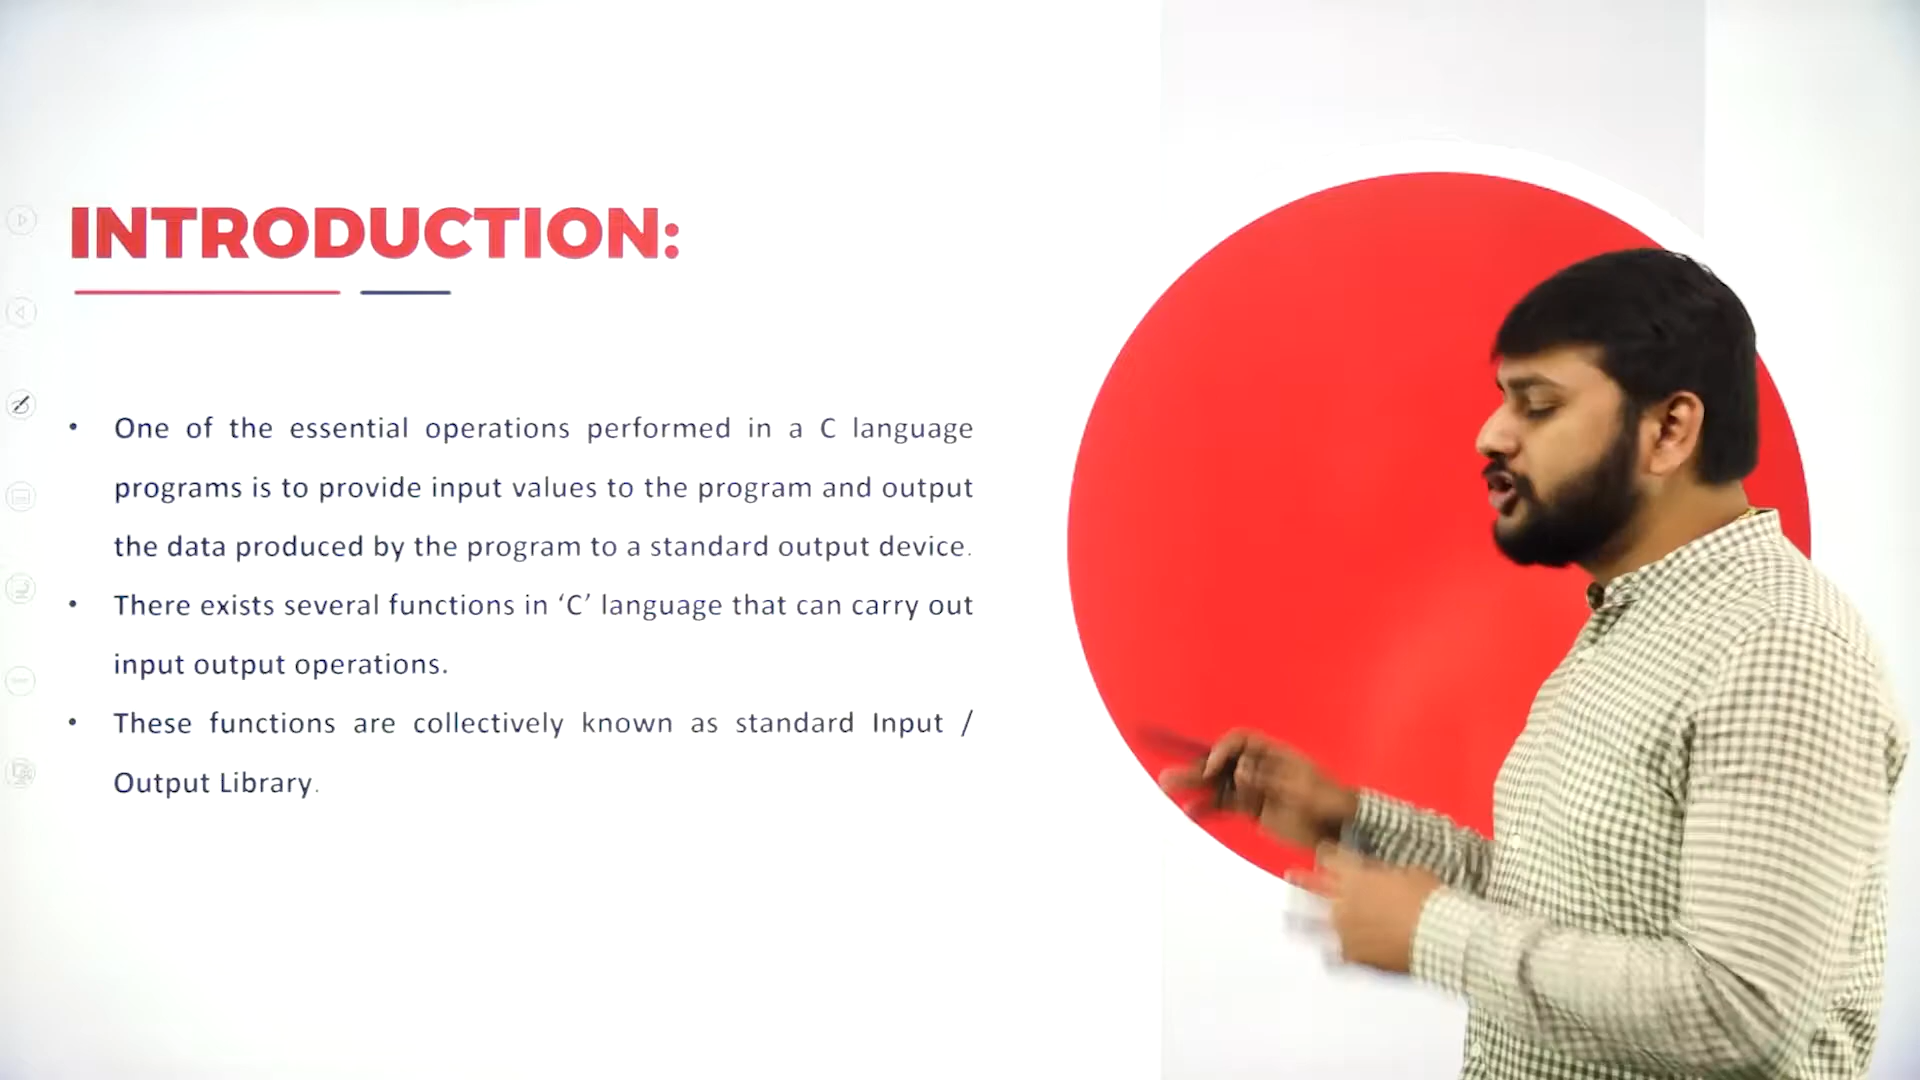 INTRODUCTION:
• One of the essential operations performed in a C language
programs is to provide input values to the program and output
the data produced by the program to a standard output device.
• There exists several functions in ‘C’ language that can carry out
input output operations.
• These functions are collectively known as standard Input /
Output Library.